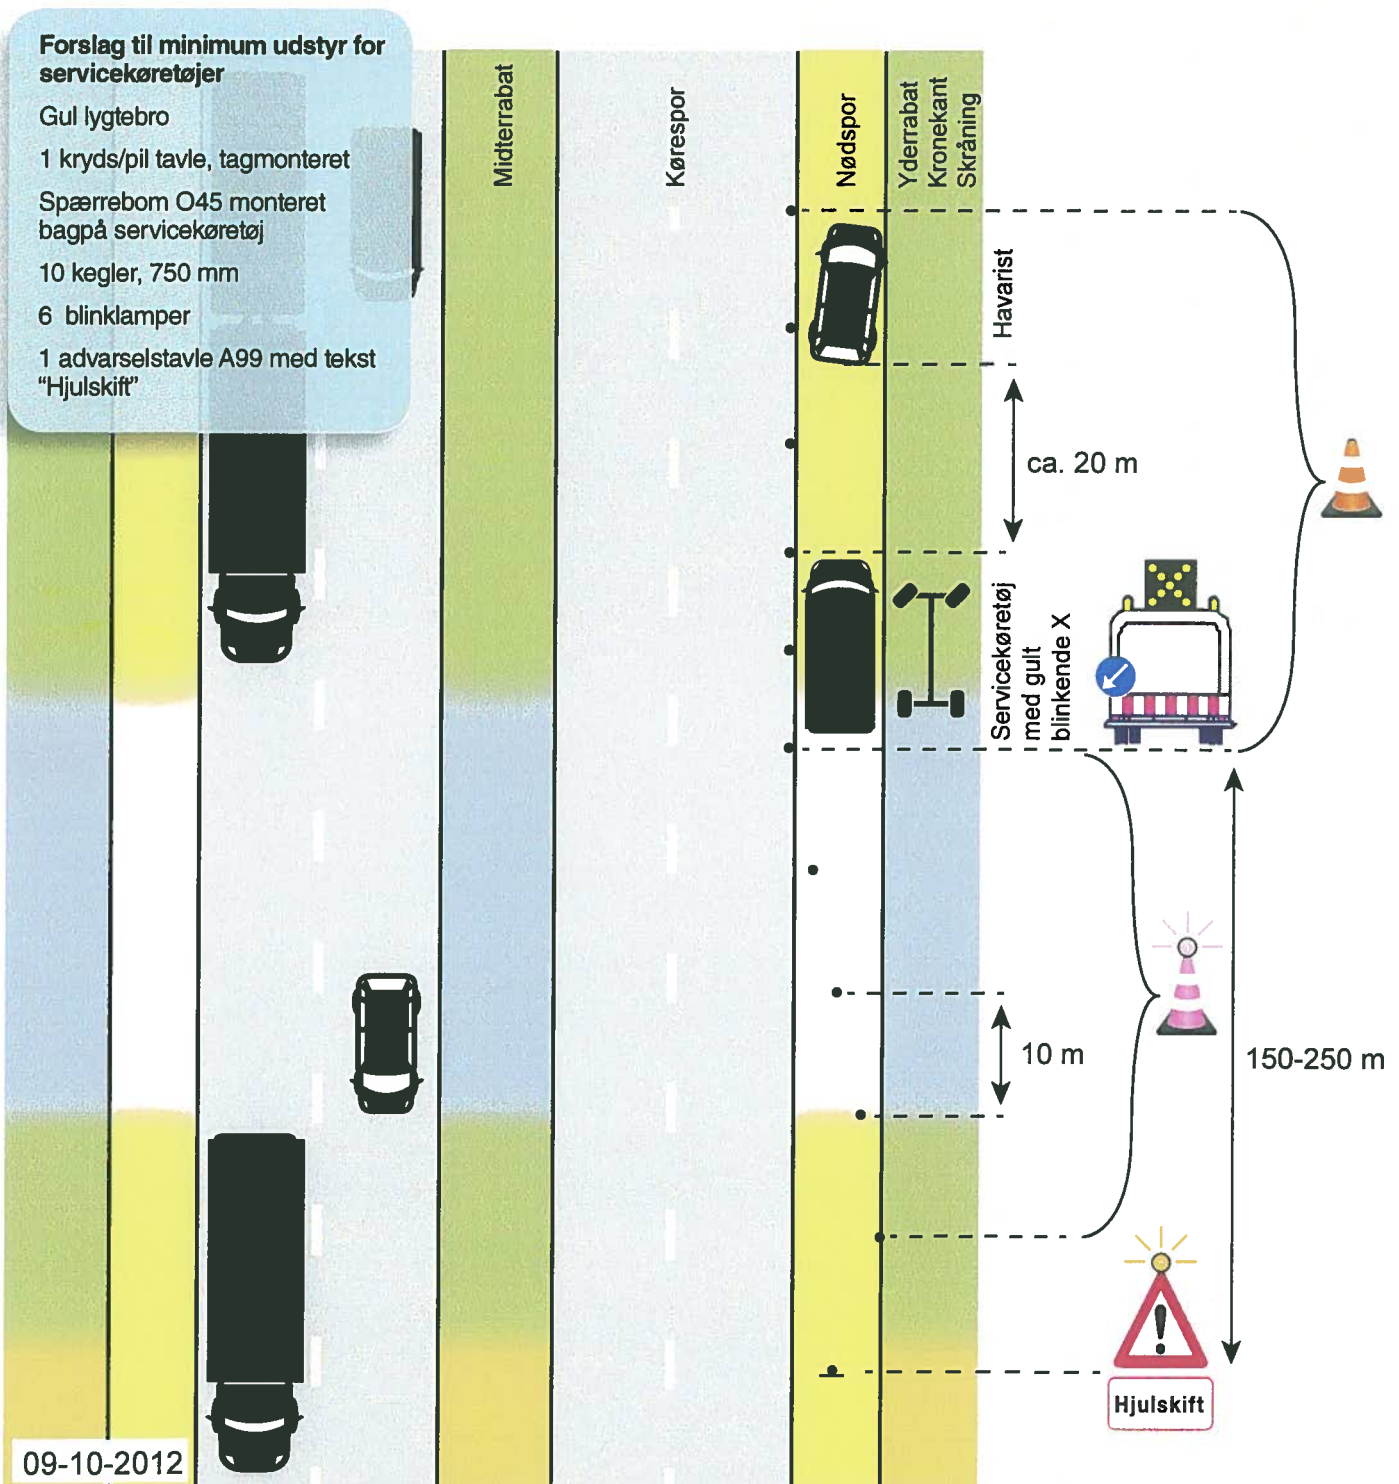 Forslag til minimum udstyr for
servicekøretøjer
Gul lygtebro
1 kryds/pil tavle, tagmonteret
Spærrebom O45 monteret
bagpå servicekøretøj
10 kegler, 750 mm
6 blinklamper
1 advarselstavle A99 med tekst
“Hjulskift”
Midterrabat
Kørespor
Nødspor
Yderrabat
Kronekant
Skråning
Havarist
ca. 20 m
Servicekøretøj
med gult
blinkende X
10 m
150-250 m
Hjulskift
09-10-2012